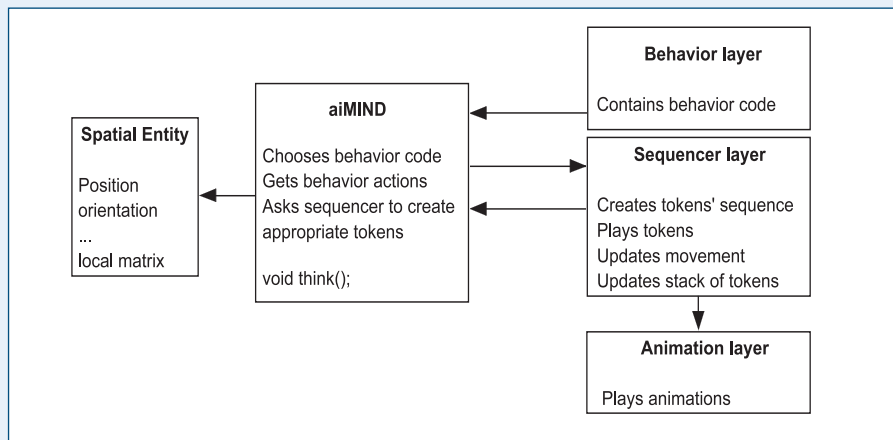 Spatial Entity
Position
orientation
...
local matrix
aiMIND
Chooses behavior code
Gets behavior actions
Asks sequencer to create
appropriate tokens
void think();
Behavior layer
Contains behavior code
Sequencer layer
Creates tokens' sequence
Plays tokens
Updates movement
Updates stack of tokens
Animation layer
Plays animations